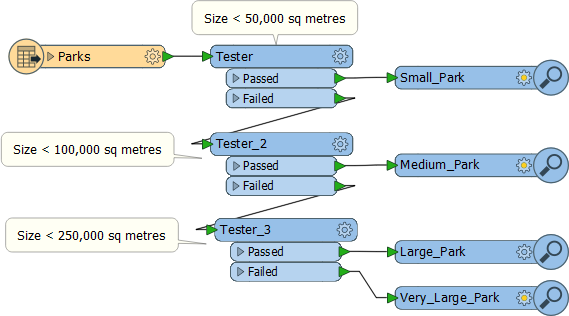 Size < 50,000 sq metres
Parks
Tester
Passed
Small_Park
Failed
Size < 100,000 sq metres
Tester_2
Passed
Medium_Park
Failed
Size < 250,000 sq metres
Tester_3
Passed
Large_Park
Failed
Very_Large_Park